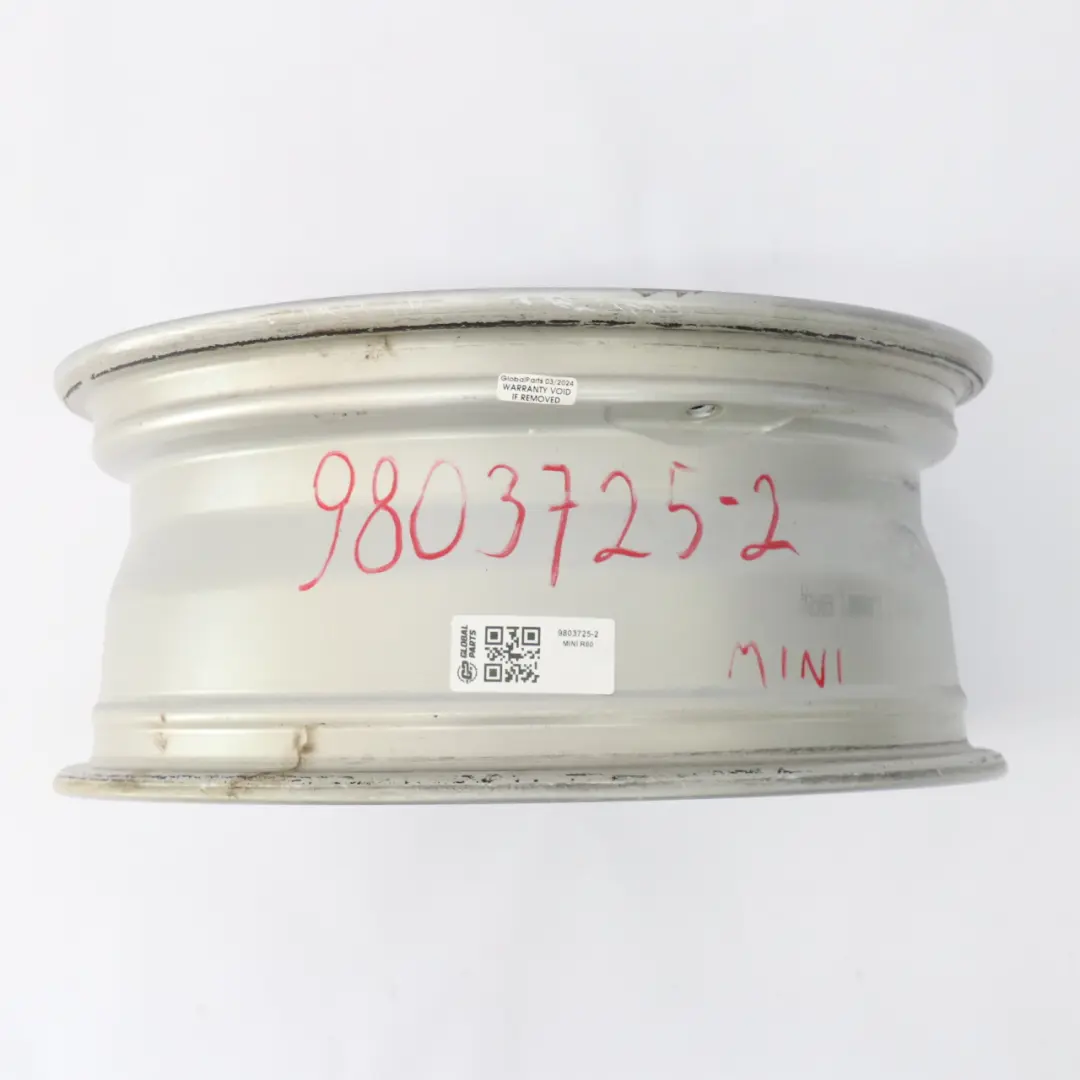 GlobalParts 03/2024
WARRANTY VOID
IF REMOVED
9803725-2
GLOBAL
PARTS
9803725-2
MINI R60
MINI